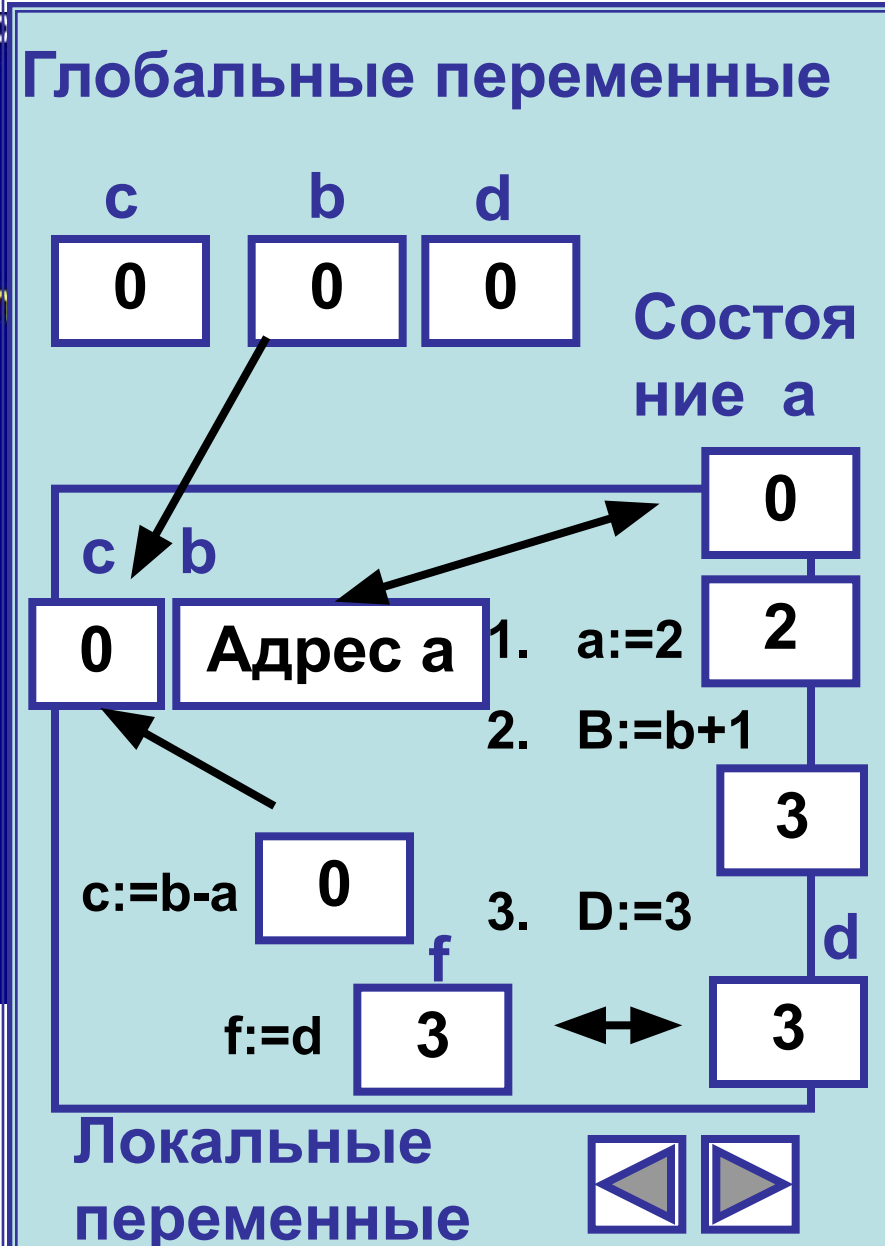 Глобальные переменные
c b d
0 0 0
Состоя
ние а
0
c b
0 Адрес а
1. a:=2 2
2. B:=b+1
3
c:=b-a 0
3. D:=3
d
f
f:=d 3 3
Локальные
переменные